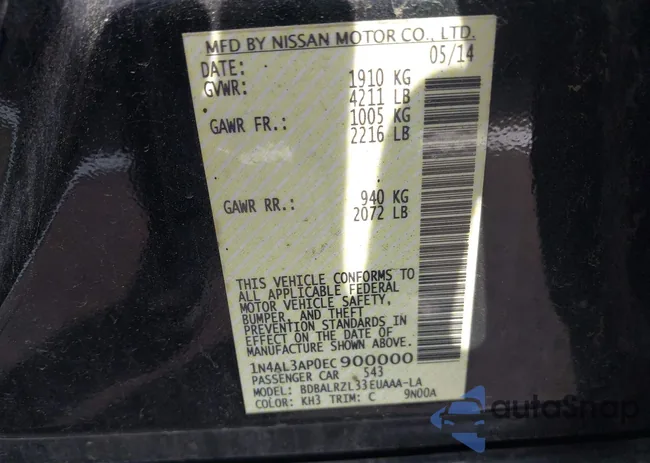 MFD BY NISSAN MOTOR CO., LTD.
DATE: 05/14
GVWR: 1910 KG
4211 LB
GAWR FR.: 1005 KG
2216 LB
GAWR RR.: 940 KG
2072 LB
THIS VEHICLE CONFORMS TO
ALL APPLICABLE FEDERAL
MOTOR VEHICLE SAFETY,
BUMPER, AND THEFT
PREVENTION STANDARDS IN
EFFECT ON THE DATE OF
MANUFACTURE SHOWN ABOVE.
1N4AL3AP0EC900000
PASSENGER CAR 543
MODEL: BDBALRZL33EUAAA-LA
COLOR: KH3 TRIM: C 9N00A
autoSnap